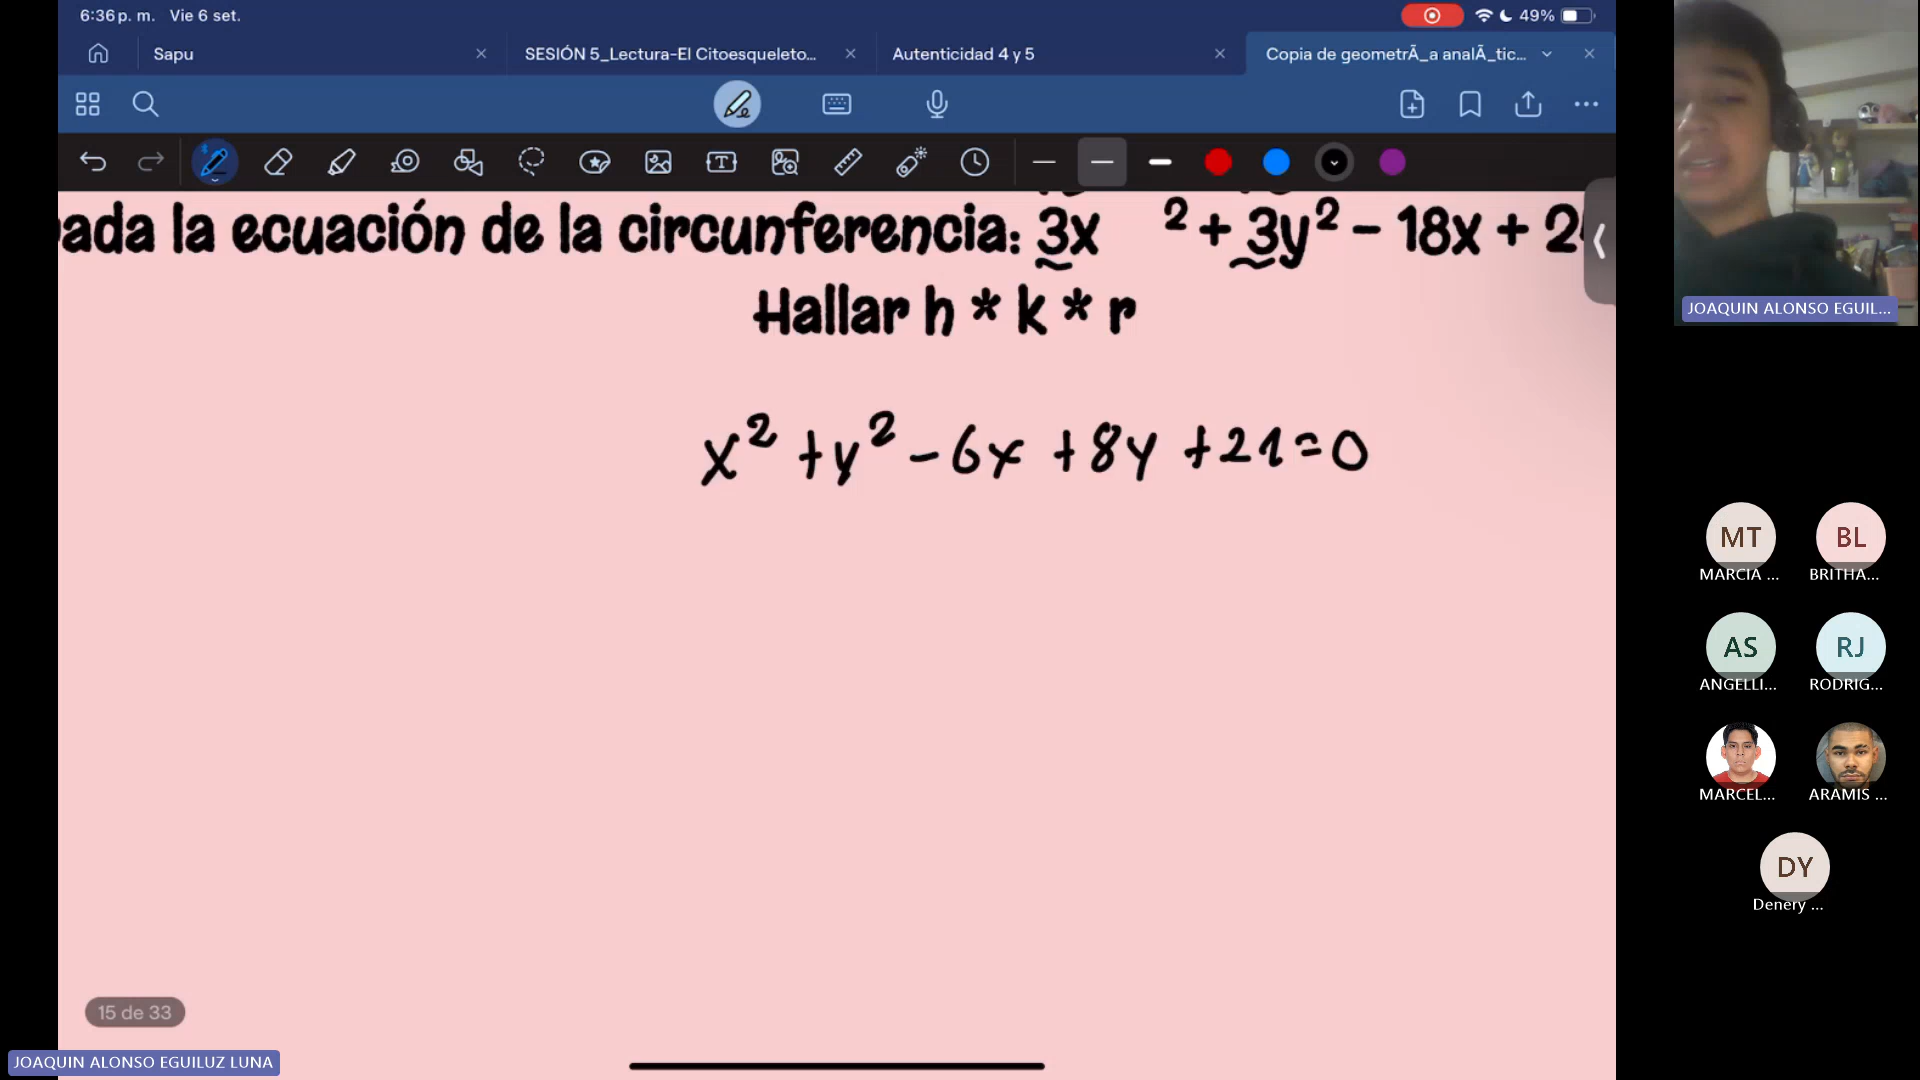 6:36 p. m. Vie 6 set.
49%
Sapu
SESIÓN 5_Lectura-El Citoesqueleto...
Autenticidad 4 y 5
Copia de geometrÃ_a analÃ_tic...
ada la ecuación de la circunferencia: 3x ² + 3y² - 18x + 2
Hallar h * k * r
x² + y² - 6x + 8y + 21 = 0
15 de 33
JOAQUIN ALONSO EGUILUZ LUNA
JOAQUIN ALONSO EGUIL...
MT
BL
MARCIA ...
BRITHA...
AS
RJ
ANGELLI...
RODRIG...
MARCEL...
ARAMIS ...
DY
Denery ...